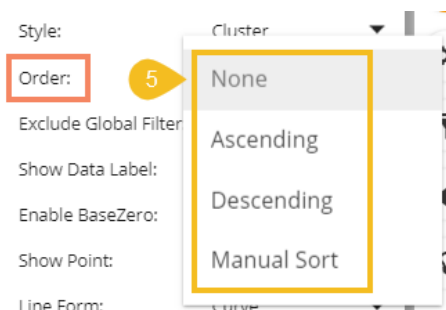 Style: Cluster
Order: 5 None
Exclude Global Filter
Ascending
Show Data Label:
Descending
Enable BaseZero:
Show Point: Manual Sort
Line Form: Curve